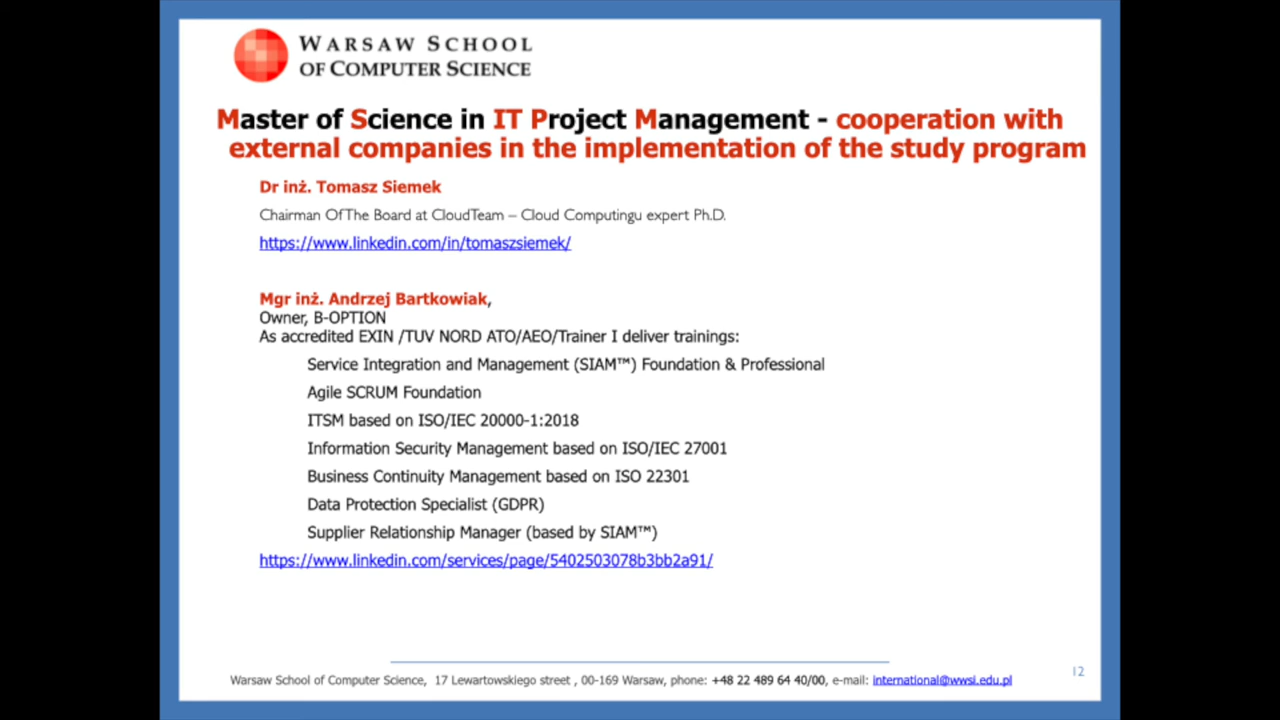 WARSAW SCHOOL
OF COMPUTER SCIENCE
Master of Science in IT Project Management - cooperation with
external companies in the implementation of the study program
Dr inż. Tomasz Siemek
Chairman OfThe Board at CloudTeam – Cloud Computingu expert Ph.D.
https://www.linkedin.com/in/tomaszsiemek/
Mgr inż. Andrzej Bartkowiak,
Owner, B-OPTION
As accredited EXIN /TUV NORD ATO/AEO/Trainer I deliver trainings:
Service Integration and Management (SIAM™) Foundation & Professional
Agile SCRUM Foundation
ITSM based on ISO/IEC 20000-1:2018
Information Security Management based on ISO/IEC 27001
Business Continuity Management based on ISO 22301
Data Protection Specialist (GDPR)
Supplier Relationship Manager (based by SIAM™)
https://www.linkedin.com/services/page/5402503078b3bb2a91/
12
Warsaw School of Computer Science, 17 Lewartowskiego street , 00-169 Warsaw, phone: +48 22 489 64 40/00, e-mail: international@wwsi.edu.pl